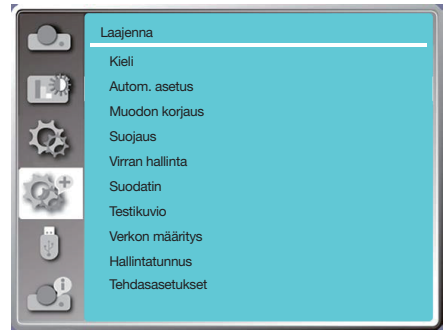 Laajenna
Kieli
Autom. asetus
Muodon korjaus
Suojaus
Virran hallinta
Suodatin
Testikuvio
Verkon määritys
Hallintatunnus
Tehdasasetukset